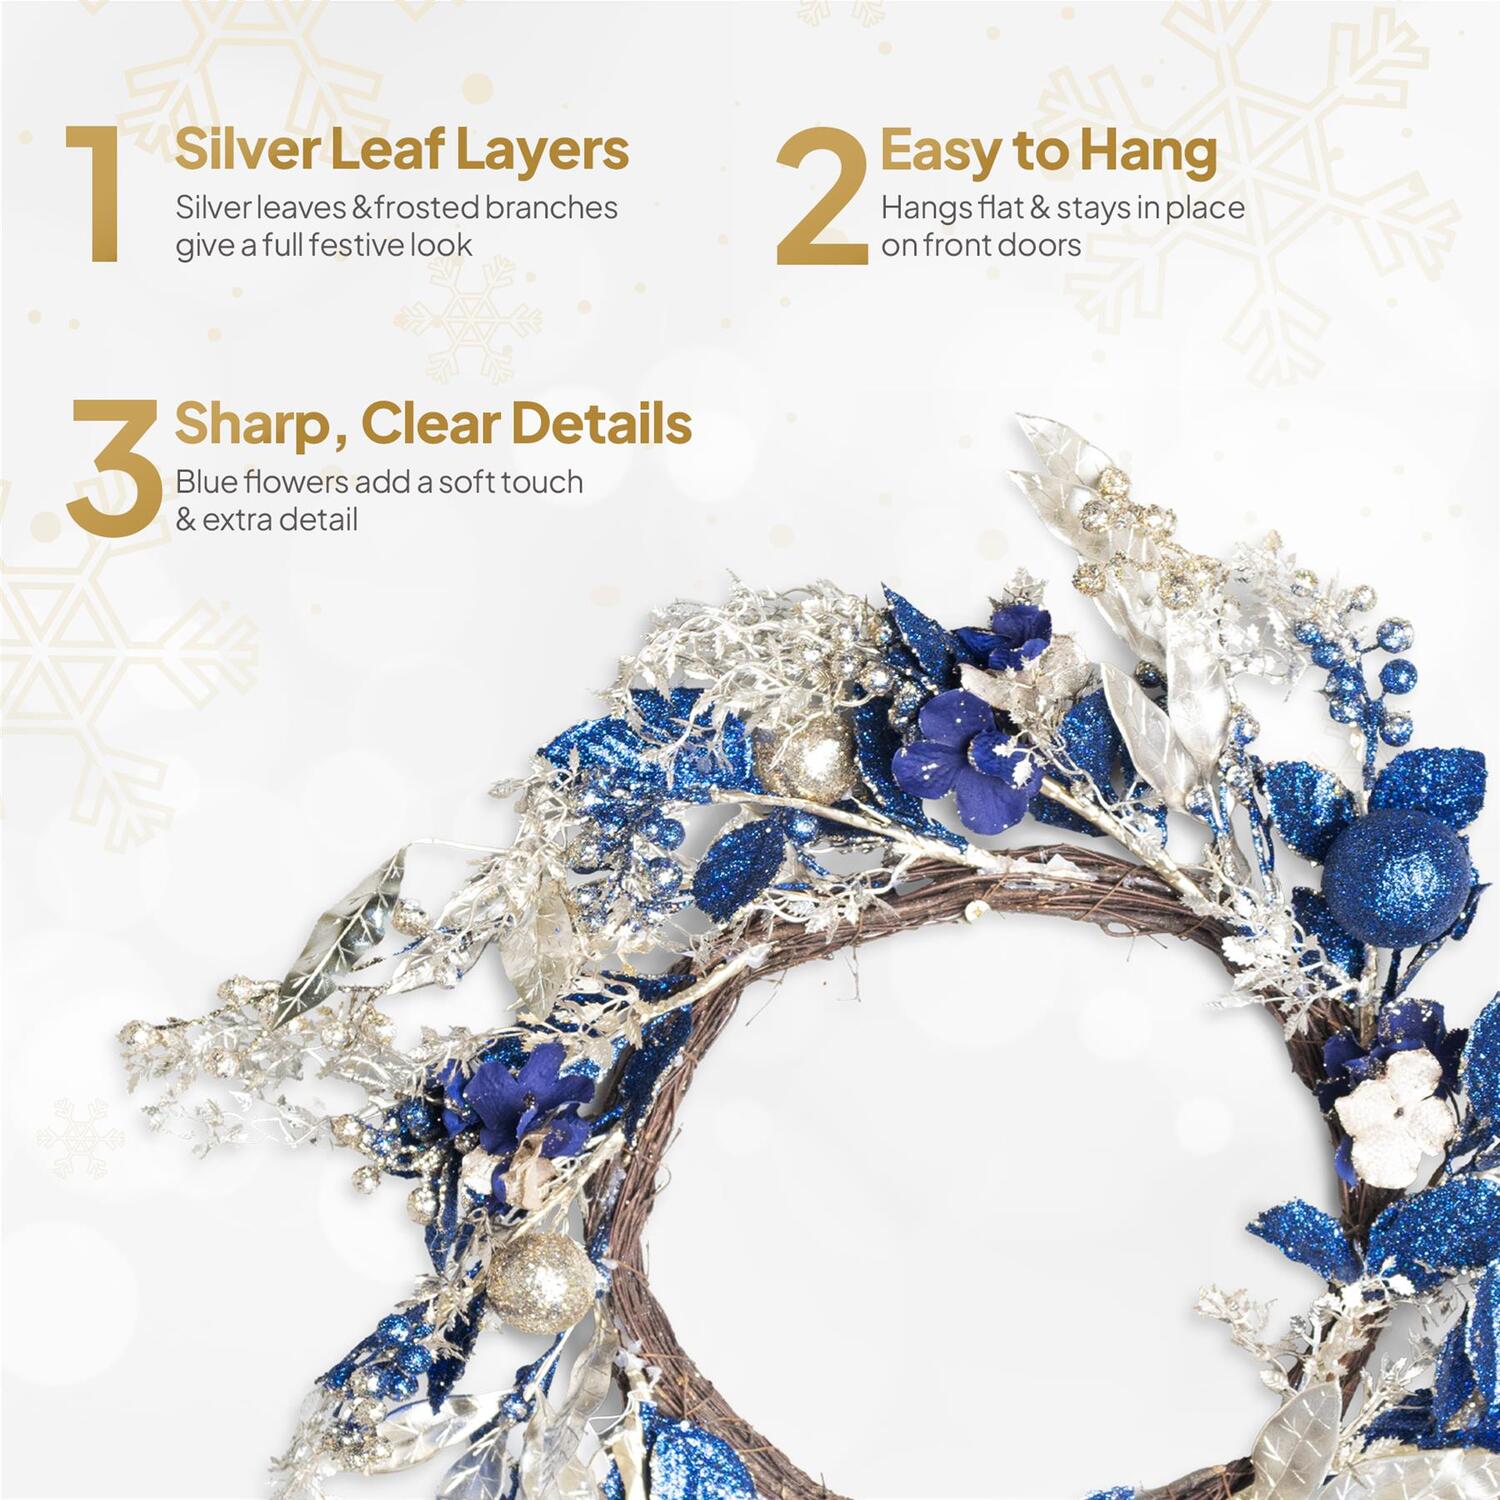 1 Silver Leaf Layers
Silver leaves & frosted branches
give a full festive look
2 Easy to Hang
Hangs flat & stays in place
on front doors
3 Sharp, Clear Details
Blue flowers add a soft touch
& extra detail